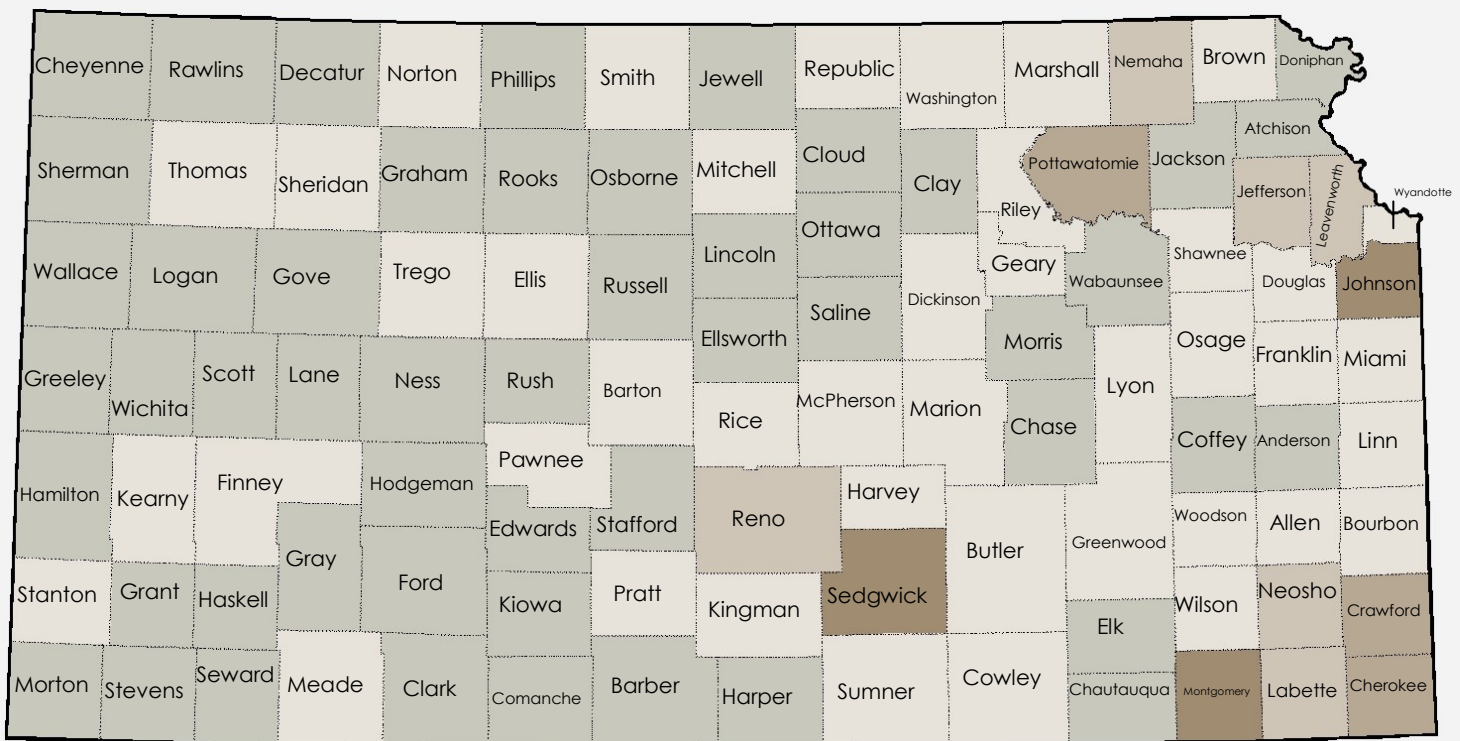 Cheyenne
Rawlins
Decatur
Norton
Phillips
Smith
Jewell
Republic
Washington
Marshall
Nemaha
Brown
Doniphan
Sherman
Thomas
Sheridan
Graham
Rooks
Osborne
Mitchell
Cloud
Clay
Riley
Pottawatomie
Jackson
Atchison
Jefferson
Leavenworth
Wyandotte
Wallace
Logan
Gove
Trego
Ellis
Russell
Lincoln
Ottawa
Saline
Dickinson
Geary
Wabaunsee
Shawnee
Douglas
Johnson
Greeley
Wichita
Scott
Lane
Ness
Rush
Barton
Ellsworth
Rice
McPherson
Marion
Morris
Chase
Lyon
Osage
Franklin
Miami
Coffey
Anderson
Linn
Hamilton
Kearny
Finney
Hodgeman
Pawnee
Edwards
Stafford
Reno
Harvey
Butler
Greenwood
Woodson
Allen
Bourbon
Stanton
Grant
Haskell
Gray
Ford
Kiowa
Pratt
Kingman
Sedgwick
Elk
Wilson
Neosho
Crawford
Morton
Stevens
Seward
Meade
Clark
Comanche
Barber
Harper
Sumner
Cowley
Chautauqua
Montgomery
Labette
Cherokee